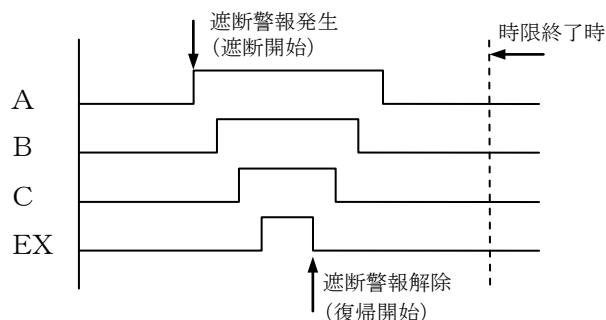 遮断警報発生
（遮断開始）
時限終了時
A
B
C
EX
遮断警報解除
（復帰開始）